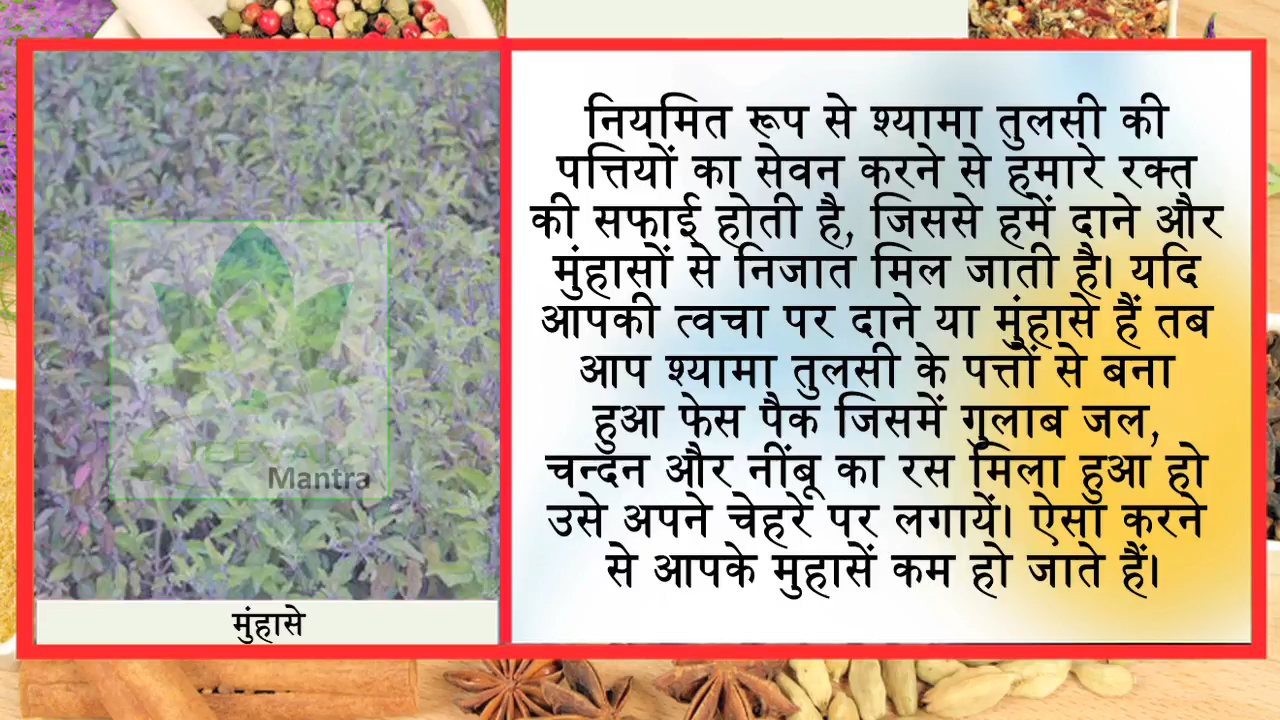 नियमित रूप से श्यामा तुलसी की
पत्तियों का सेवन करने से हमारे रक्त
की सफाई होती है, जिससे हमें दाने और
मुंहासों से निजात मिल जाती है। यदि
आपकी त्वचा पर दाने या मुंहासे हैं तब
आप श्यामा तुलसी के पत्तों से बना
हुआ फेस पैक जिसमें गुलाब जल,
चन्दन और नींबू का रस मिला हुआ हो
उसे अपने चेहरे पर लगायें। ऐसा करने
से आपके मुहासें कम हो जाते हैं।
JEEVAN
Mantra
मुंहासे